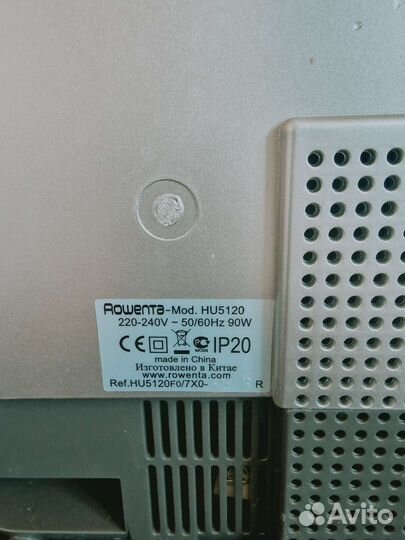 Rowenta-Mod. HU5120
220-240V ~ 50/60Hz 90W
CE IP20
made in China
Изготовлено в Китае
www.rowenta.com
Ref.HU5120F0/7X0- R
Avito